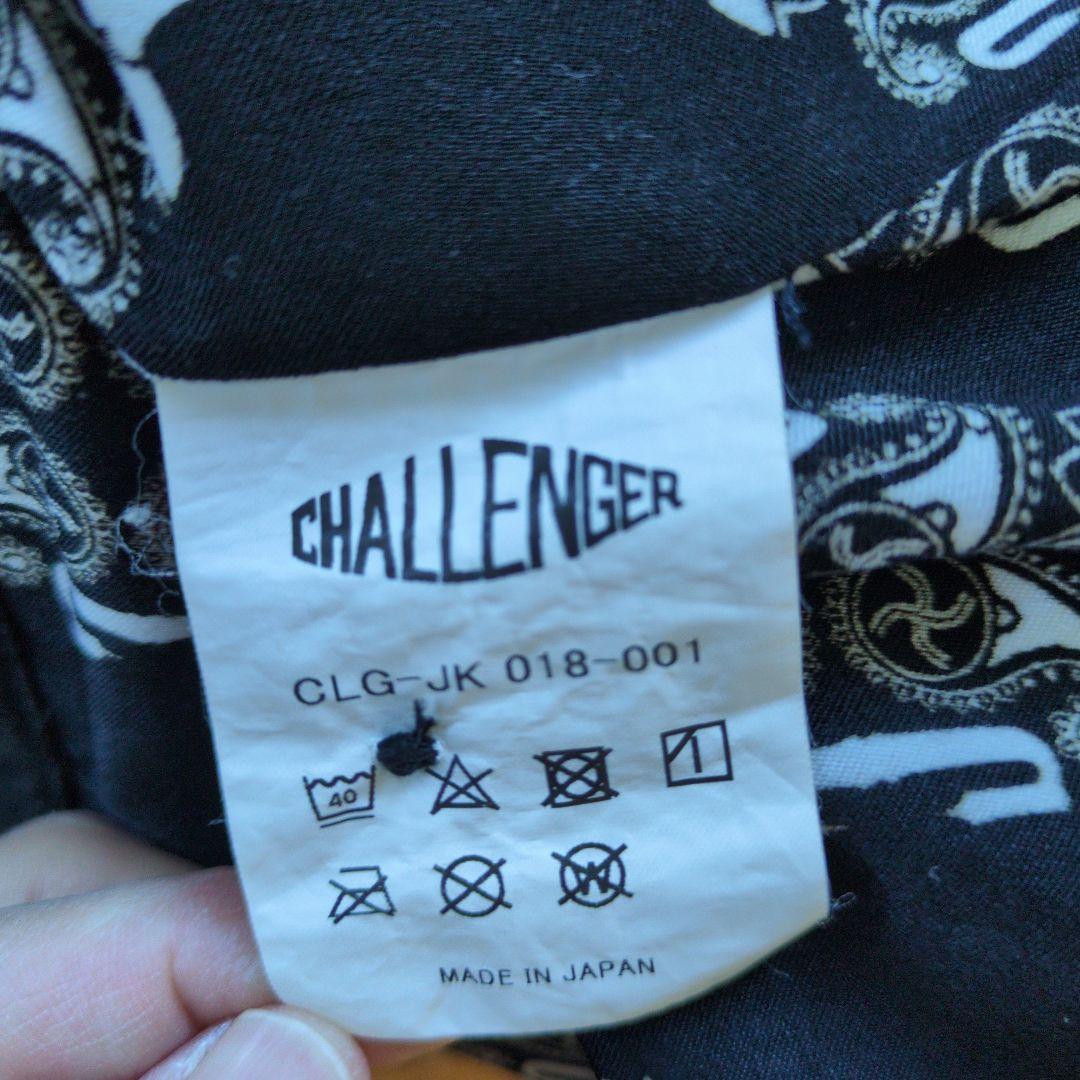 CHALLENGER
CLG-JK 018-001
40
W
MADE IN JAPAN